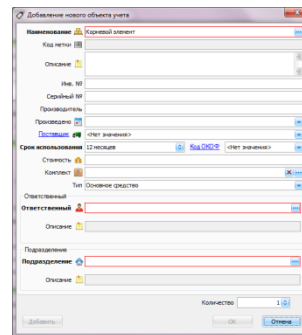 Добавление нового объекта учета
Наименование Корневой элемент
Код метки
Описание
Инв. №
Серийный №
Производитель
Произведено
Поставщик <Нет значения>
Срок использования 12 месяцев Код ОКОФ <Нет значения>
Стоимость
Комплект
Тип Основное средство
Ответственный
Ответственный
Описание
Подразделение
Подразделение
Описание
Количество 1
Добавить ОК Отмена